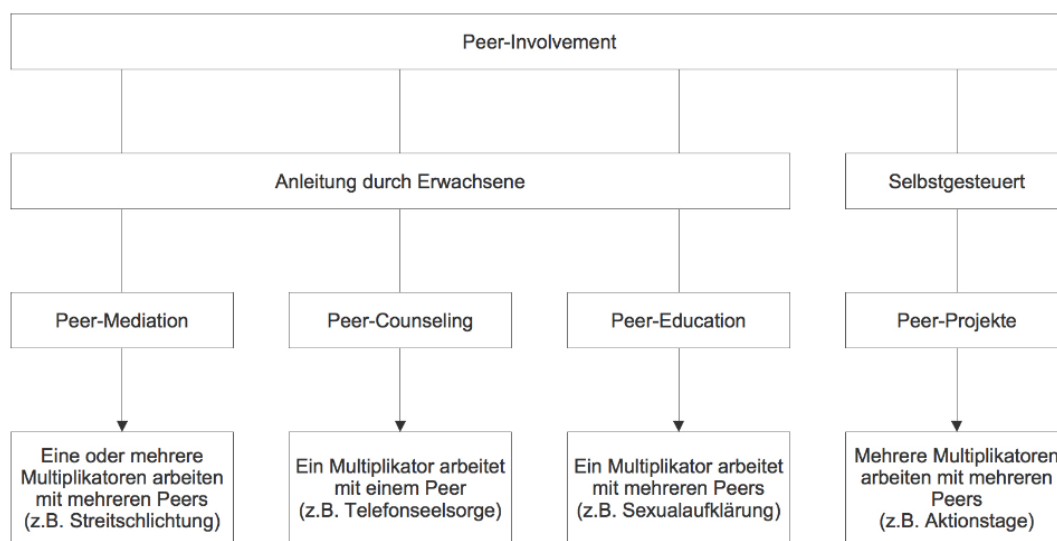 Peer-Involvement
Anleitung durch Erwachsene
Selbstgesteuert
Peer-Mediation
Peer-Counseling
Peer-Education
Peer-Projekte
Eine oder mehrere
Multiplikatoren arbeiten
mit mehreren Peers
(z.B. Streitschlichtung)
Ein Multiplikator arbeitet
mit einem Peer
(z.B. Telefonseelsorge)
Ein Multiplikator arbeitet
mit mehreren Peers
(z.B. Sexualaufklärung)
Mehrere Multiplikatoren
arbeiten mit mehreren
Peers
(z.B. Aktionstage)